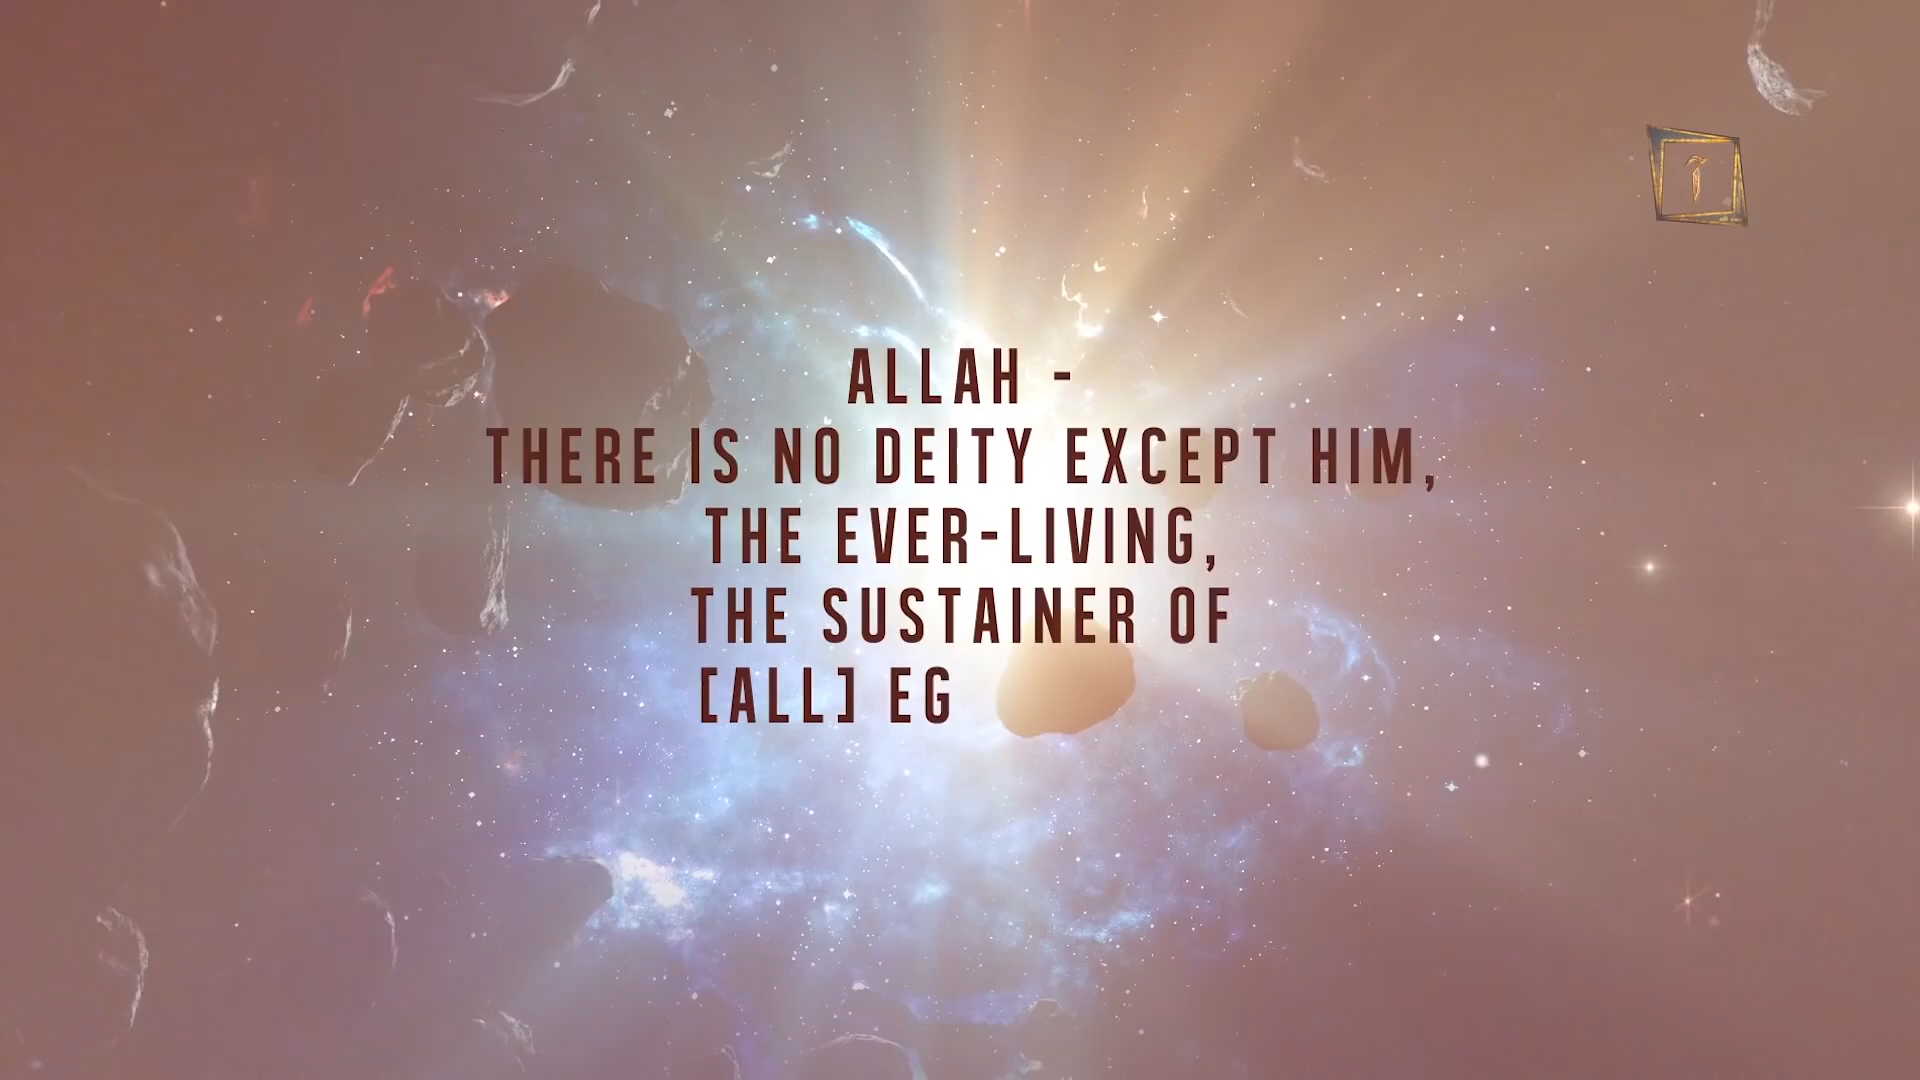 ALLAH -
THERE IS NO DEITY EXCEPT HIM,
THE EVER-LIVING,
THE SUSTAINER OF
[ALL] EG